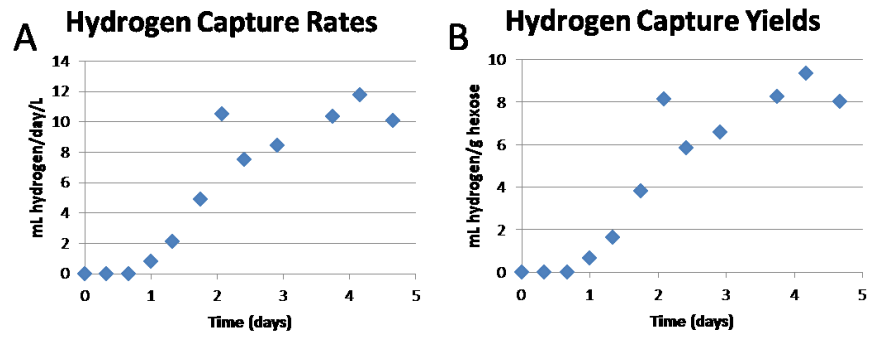 A
Hydrogen Capture Rates
mL hydrogen/day/L
14
12
10
8
6
4
2
0
0 1 2 3 4 5
Time (days)
B
Hydrogen Capture Yields
mL hydrogen/g hexose
10
8
6
4
2
0
0 1 2 3 4 5
Time (days)